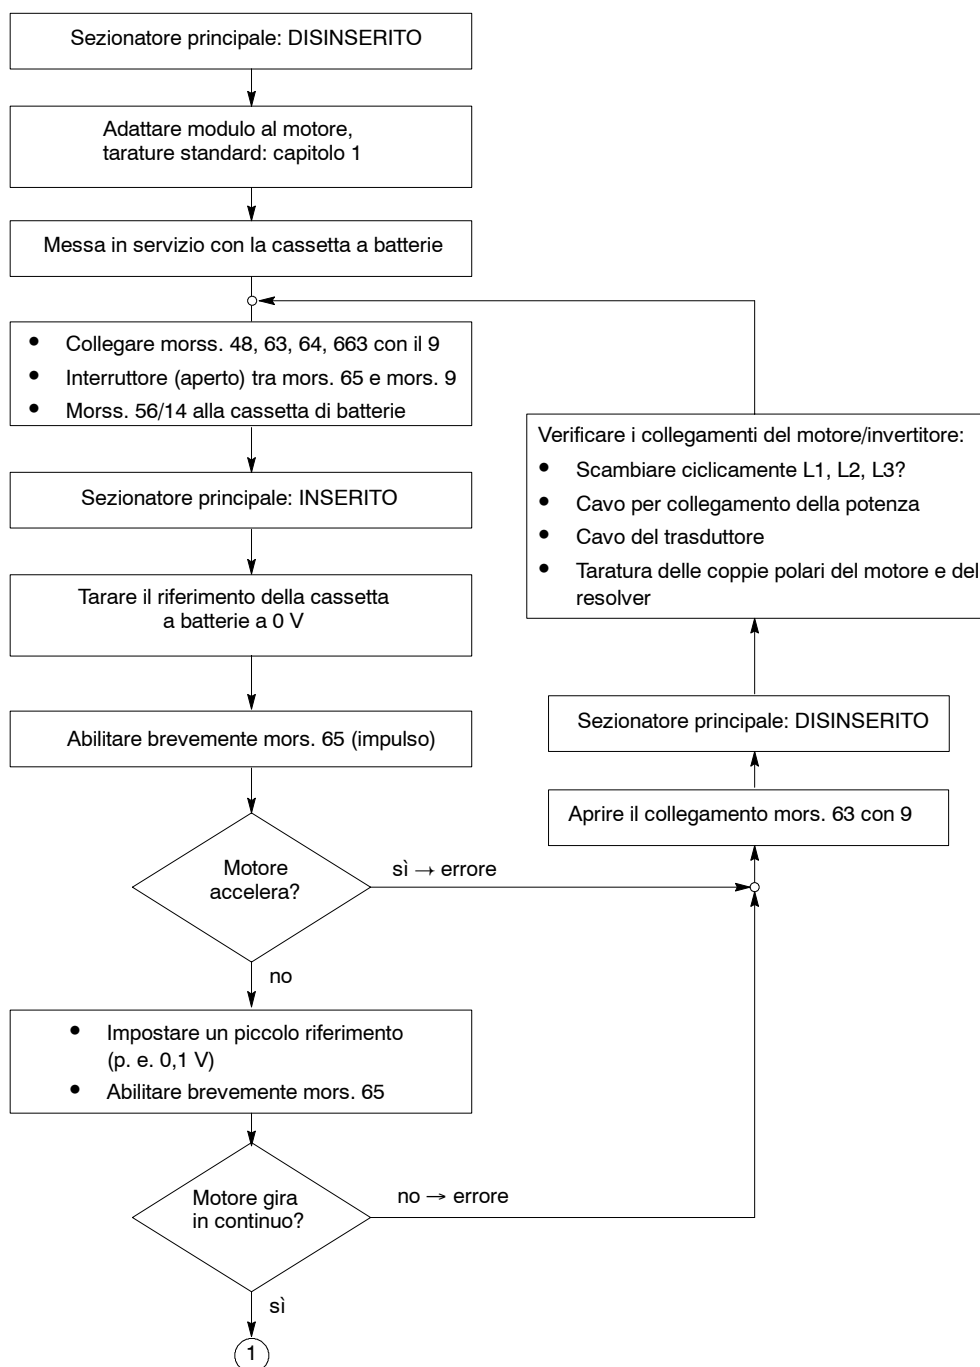 Sezionatore principale: DISINSERITO
Adattare modulo al motore,
tarature standard: capitolo 1
Messa in servizio con la cassetta a batterie
• Collegare morss. 48, 63, 64, 663 con il 9
• Interruttore (aperto) tra mors. 65 e mors. 9
• Morss. 56/14 alla cassetta di batterie
Sezionatore principale: INSERITO
Tarare il riferimento della cassetta
a batterie a 0 V
Abilitare brevemente mors. 65 (impulso)
Motore
accelera?
sì → errore
no
• Impostare un piccolo riferimento
(p. e. 0,1 V)
• Abilitare brevemente mors. 65
Motore gira
in continuo?
no → errore
sì
1
Verificare i collegamenti del motore/invertitore:
• Scambiare ciclicamente L1, L2, L3?
• Cavo per collegamento della potenza
• Cavo del trasduttore
• Taratura delle coppie polari del motore e del
resolver
Sezionatore principale: DISINSERITO
Aprire il collegamento mors. 63 con 9